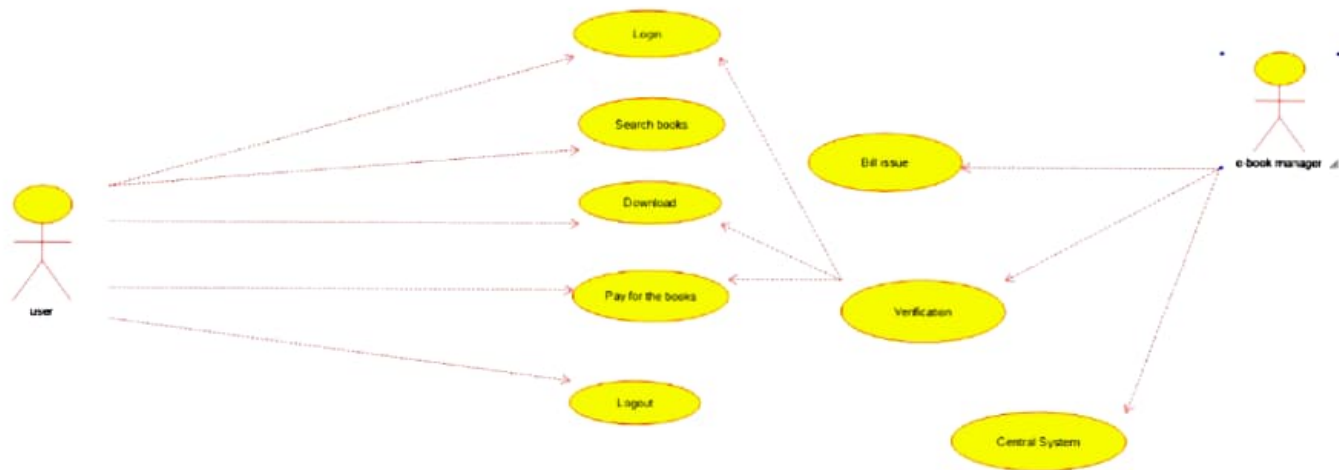 Login
Search books
Bill issue
e-book manager
Download
user
Pay for the books
Verification
Logout
Central System